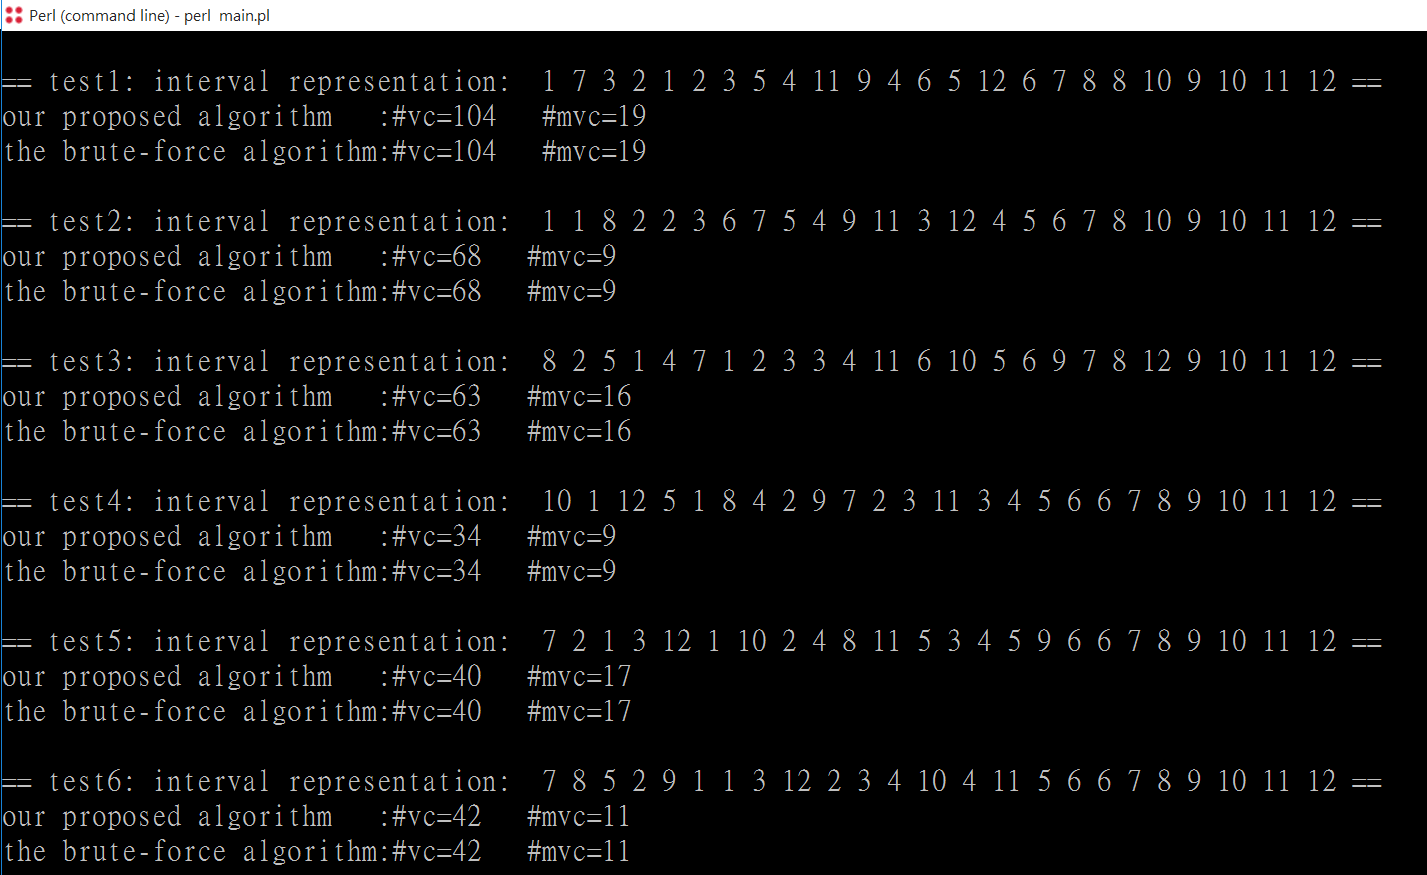 Perl (command line) - perl  main.pl
== test1: interval representation:  1 7 3 2 1 2 3 5 4 11 9 4 6 5 12 6 7 8 8 10 9 10 11 12 ==
our proposed algorithm   :#vc=104   #mvc=19
the brute-force algorithm:#vc=104   #mvc=19
== test2: interval representation:  1 1 8 2 2 3 6 7 5 4 9 11 3 12 4 5 6 7 8 10 9 10 11 12 ==
our proposed algorithm   :#vc=68   #mvc=9
the brute-force algorithm:#vc=68   #mvc=9
== test3: interval representation:  8 2 5 1 4 7 1 2 3 3 4 11 6 10 5 6 9 7 8 12 9 10 11 12 ==
our proposed algorithm   :#vc=63   #mvc=16
the brute-force algorithm:#vc=63   #mvc=16
== test4: interval representation:  10 1 12 5 1 8 4 2 9 7 2 3 11 3 4 5 6 6 7 8 9 10 11 12 ==
our proposed algorithm   :#vc=34   #mvc=9
the brute-force algorithm:#vc=34   #mvc=9
== test5: interval representation:  7 2 1 3 12 1 10 2 4 8 11 5 3 4 5 9 6 6 7 8 9 10 11 12 ==
our proposed algorithm   :#vc=40   #mvc=17
the brute-force algorithm:#vc=40   #mvc=17
== test6: interval representation:  7 8 5 2 9 1 1 3 12 2 3 4 10 4 11 5 6 6 7 8 9 10 11 12 ==
our proposed algorithm   :#vc=42   #mvc=11
the brute-force algorithm:#vc=42   #mvc=11